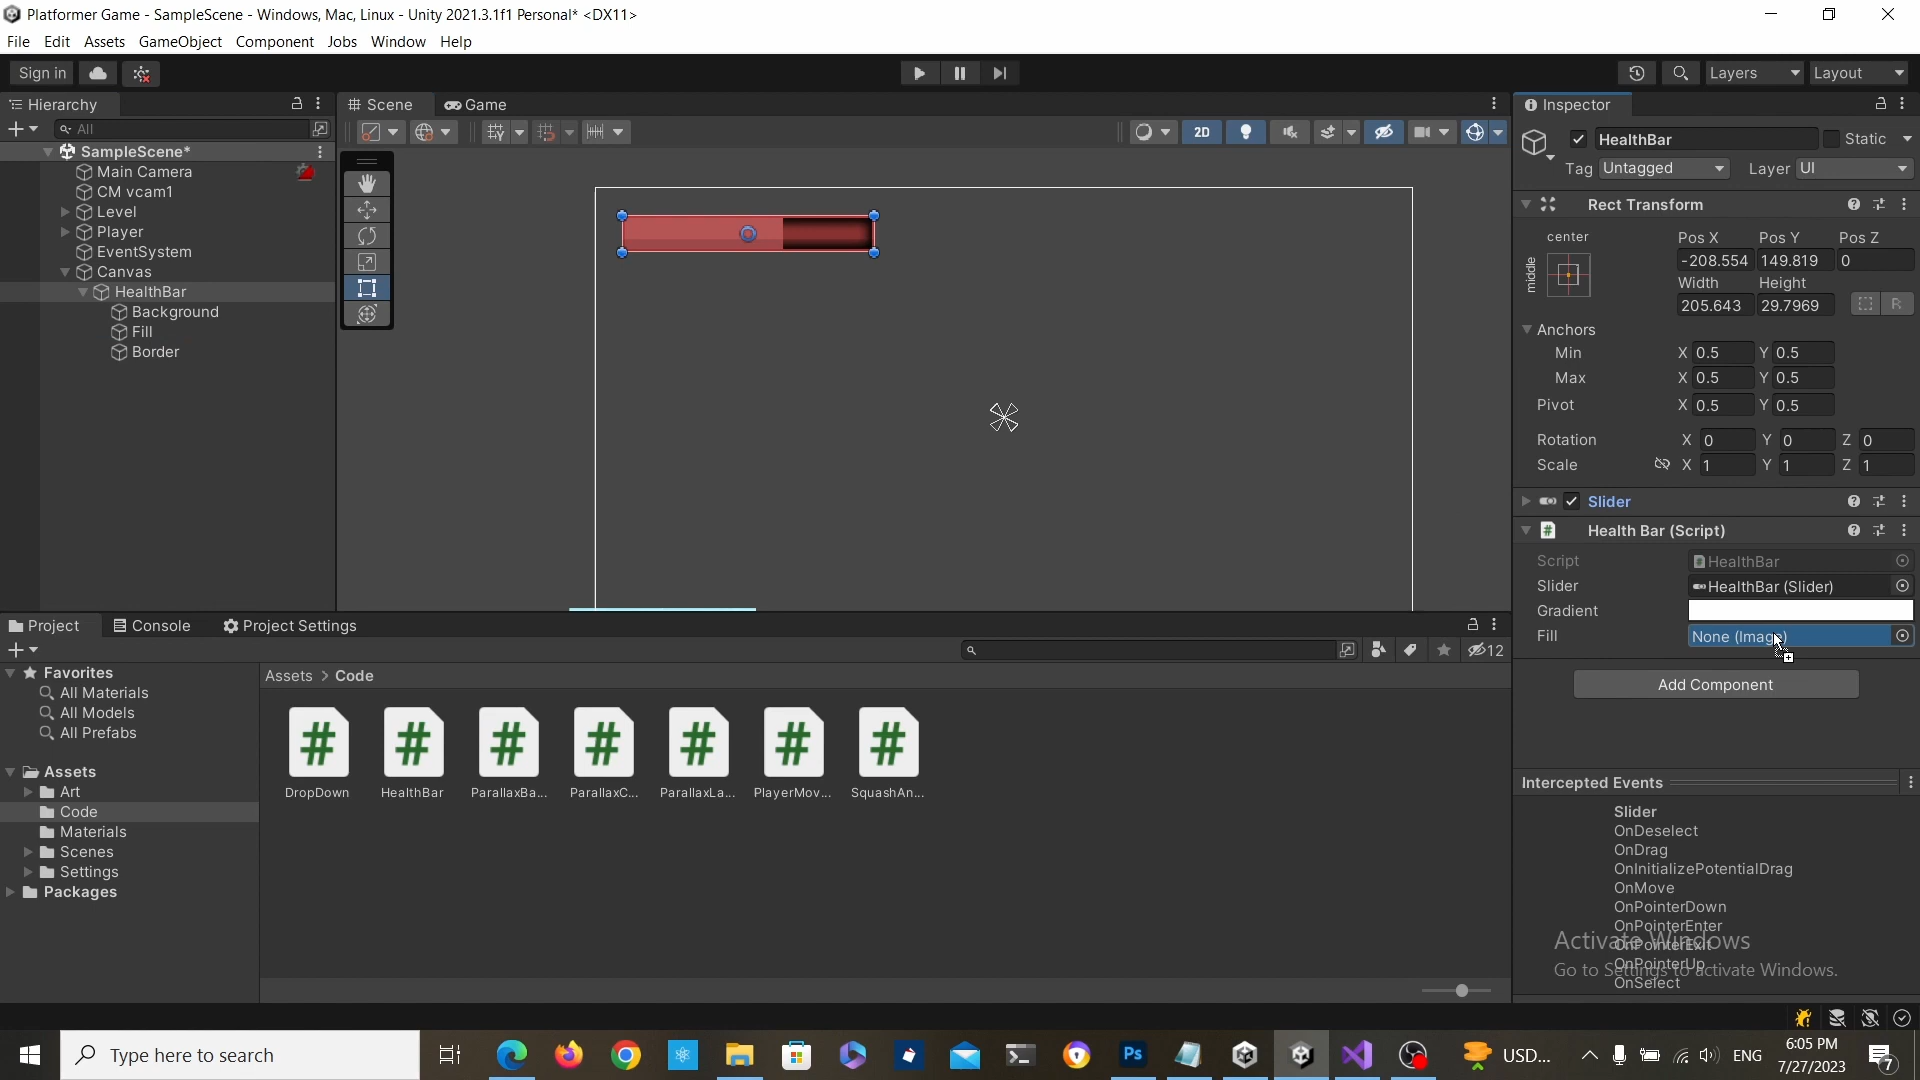 Platformer Game - SampleScene - Windows, Mac, Linux - Unity 2021.3.1f1 Personal* <DX11>
File Edit Assets GameObject Component Jobs Window Help
Sign in Layers Layout
Hierarchy Scene Game Inspector
All 2D HealthBar Static
SampleScene* Tag Untagged Layer UI
Main Camera
CM vcam1
Level
Player
EventSystem
Canvas
HealthBar
Background
Fill
Border
Rect Transform
center Pos X Pos Y Pos Z
middle -208.554 149.819 0
Width Height
205.643 29.7969 R
Anchors
Min X 0.5 Y 0.5
Max X 0.5 Y 0.5
Pivot X 0.5 Y 0.5
Rotation X 0 Y 0 Z 0
Scale X 1 Y 1 Z 1
Slider
# Health Bar (Script)
Script HealthBar
Slider HealthBar (Slider)
Gradient
Fill None (Image)
Add Component
Intercepted Events
Slider
OnDeselect
OnDrag
OnInitializePotentialDrag
OnMove
OnPointerDown
OnPointerEnter
OnPointerExit
OnPointerUp
OnSelect
Activate Windows
Go to Settings to activate Windows.
Project Console Project Settings
12
Favorites
All Materials
All Models
All Prefabs
Assets
Art
Code
Materials
Scenes
Settings
Packages
Assets > Code
# # # # # # #
DropDown HealthBar ParallaxBa... ParallaxC... ParallaxLa... PlayerMov... SquashAn...
Type here to search Ps USD... ENG 6:05 PM
7/27/2023 7